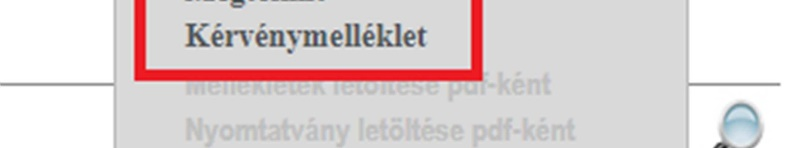 Kérvénymelléklet
Mellékletek letöltése pdf-ként
Nyomtatvány letöltése pdf-ként